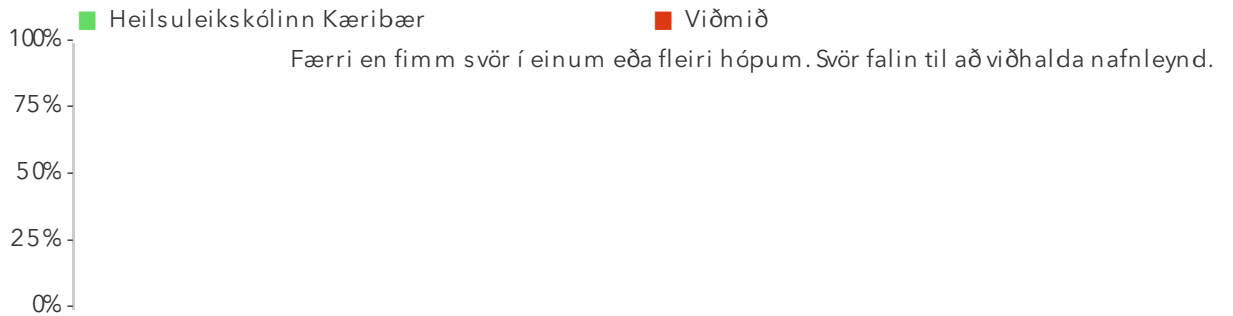 Heilsuleikskólinn Kæribær
Viðmið
100%
Færri en fimm svör í einum eða fleiri hópum. Svör falin til að viðhalda nafnleynd.
75%
50%
25%
0%